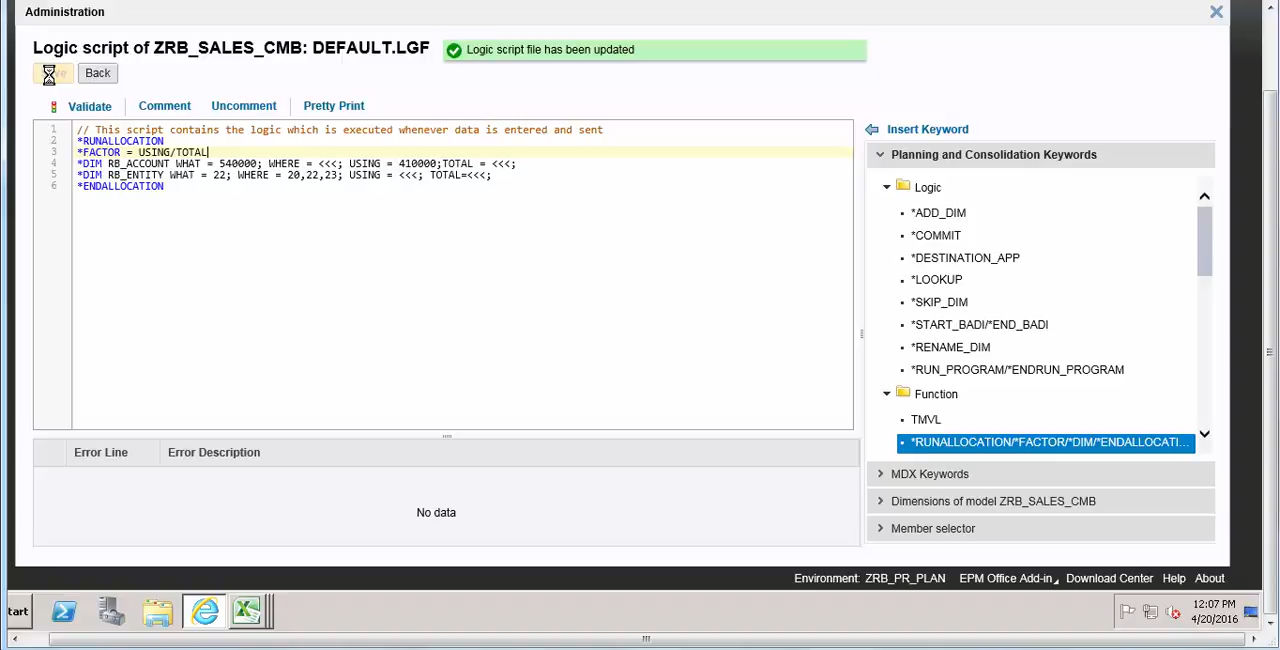 Administration
Logic script of ZRB_SALES_CMB: DEFAULT.LGF
Logic script file has been updated
Back
Validate
Comment
Uncomment
Pretty Print
1 // This script contains the logic which is executed whenever data is entered and sent
2 *RUNALLOCATION
3 *FACTOR = USING/TOTAL
4 *DIM RB_ACCOUNT WHAT = 540000; WHERE = <<<; USING = 410000;TOTAL = <<<;
5 *DIM RB_ENTITY WHAT = 22; WHERE = 20,22,23; USING = <<<; TOTAL=<<<;
6 *ENDALLOCATION
Error Line
Error Description
No data
Insert Keyword
Planning and Consolidation Keywords
Logic
*ADD_DIM
*COMMIT
*DESTINATION_APP
*LOOKUP
*SKIP_DIM
*START_BADI/*END_BADI
*RENAME_DIM
*RUN_PROGRAM/*ENDRUN_PROGRAM
Function
TMVL
*RUNALLOCATION/*FACTOR/*DIM/*ENDALLOCATI...
MDX Keywords
Dimensions of model ZRB_SALES_CMB
Member selector
Environment: ZRB_PR_PLAN
EPM Office Add-in
Download Center
Help
About
tart
12:07 PM
4/20/2016